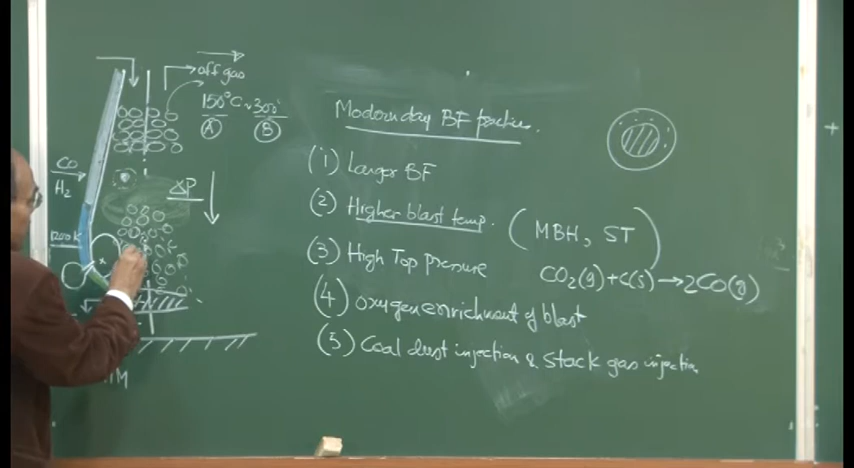 off gas
150°C ~ 300°
A B
CO
H₂
ΔP
1200K
Modern day BF practice.
(1) Larger BF
(2) Higher blast temp. (MBH, ST)
(3) High Top pressure
CO₂(g)+C(s)→2CO(g)
(4) Oxygen enrichment of blast
(5) Coal dust injection & stack gas injection